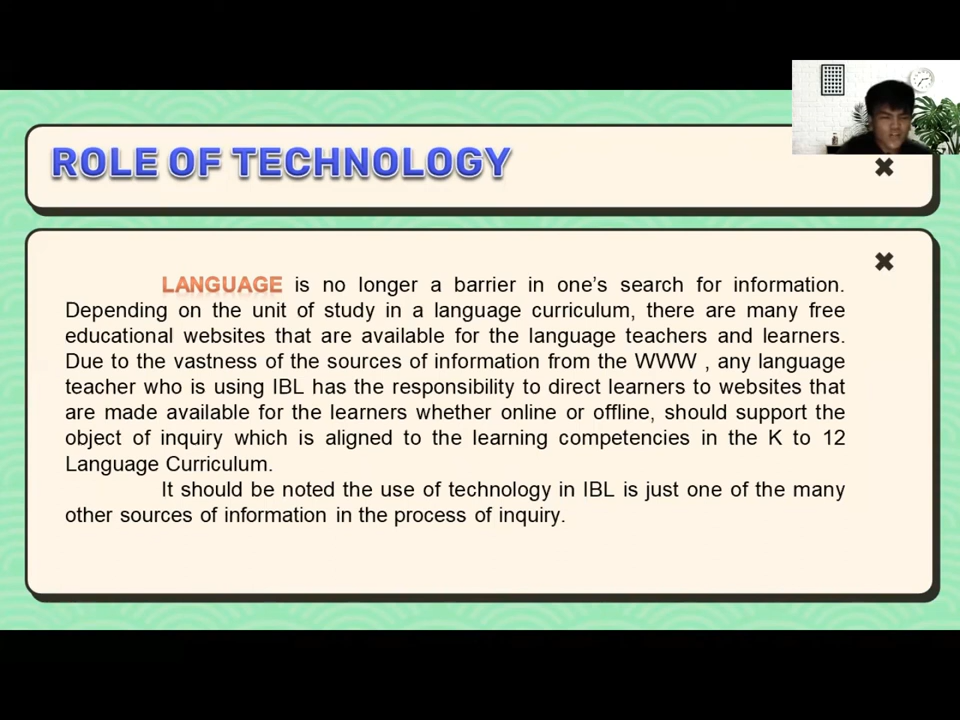 ROLE OF TECHNOLOGY
LANGUAGE is no longer a barrier in one’s search for information.
Depending on the unit of study in a language curriculum, there are many free
educational websites that are available for the language teachers and learners.
Due to the vastness of the sources of information from the WWW , any language
teacher who is using IBL has the responsibility to direct learners to websites that
are made available for the learners whether online or offline, should support the
object of inquiry which is aligned to the learning competencies in the K to 12
Language Curriculum.
It should be noted the use of technology in IBL is just one of the many
other sources of information in the process of inquiry.